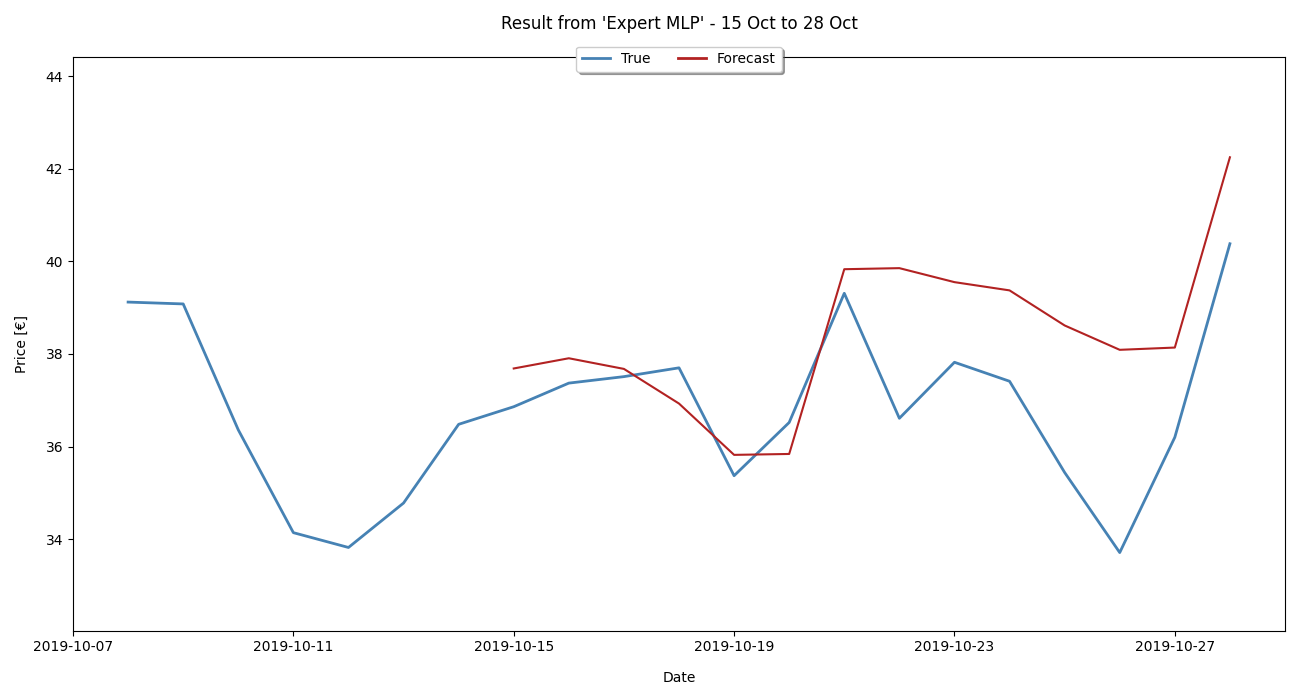 Result from 'Expert MLP' - 15 Oct to 28 Oct
True Forecast
44
42
40
38
36
34
Price [€]
2019-10-07 2019-10-11 2019-10-15 2019-10-19 2019-10-23 2019-10-27
Date